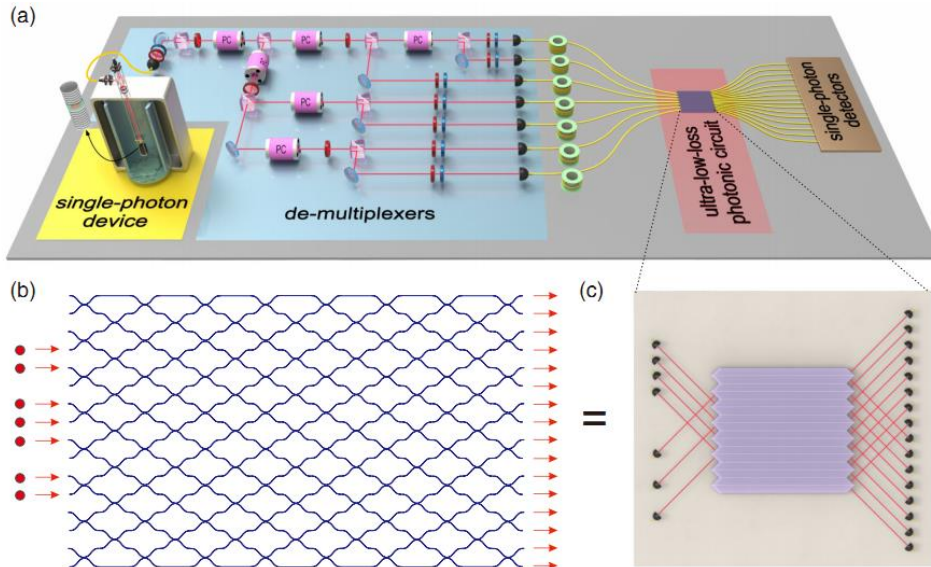 (a)
PC
PC
PC
PC
PC
PC
single-photon
device
de-multiplexers
ultra-low-loss
photonic circuit
single-photon
detectors
(b)
(c)
=